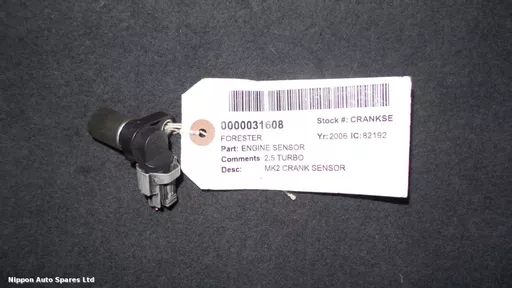 0000031608
Stock #: CRANKSE
FORESTER
Yr: 2006 IC: 82192
Part: ENGINE SENSOR
Comments 2.5 TURBO
Desc: MK2 CRANK SENSOR
Nippon Auto Spares Ltd